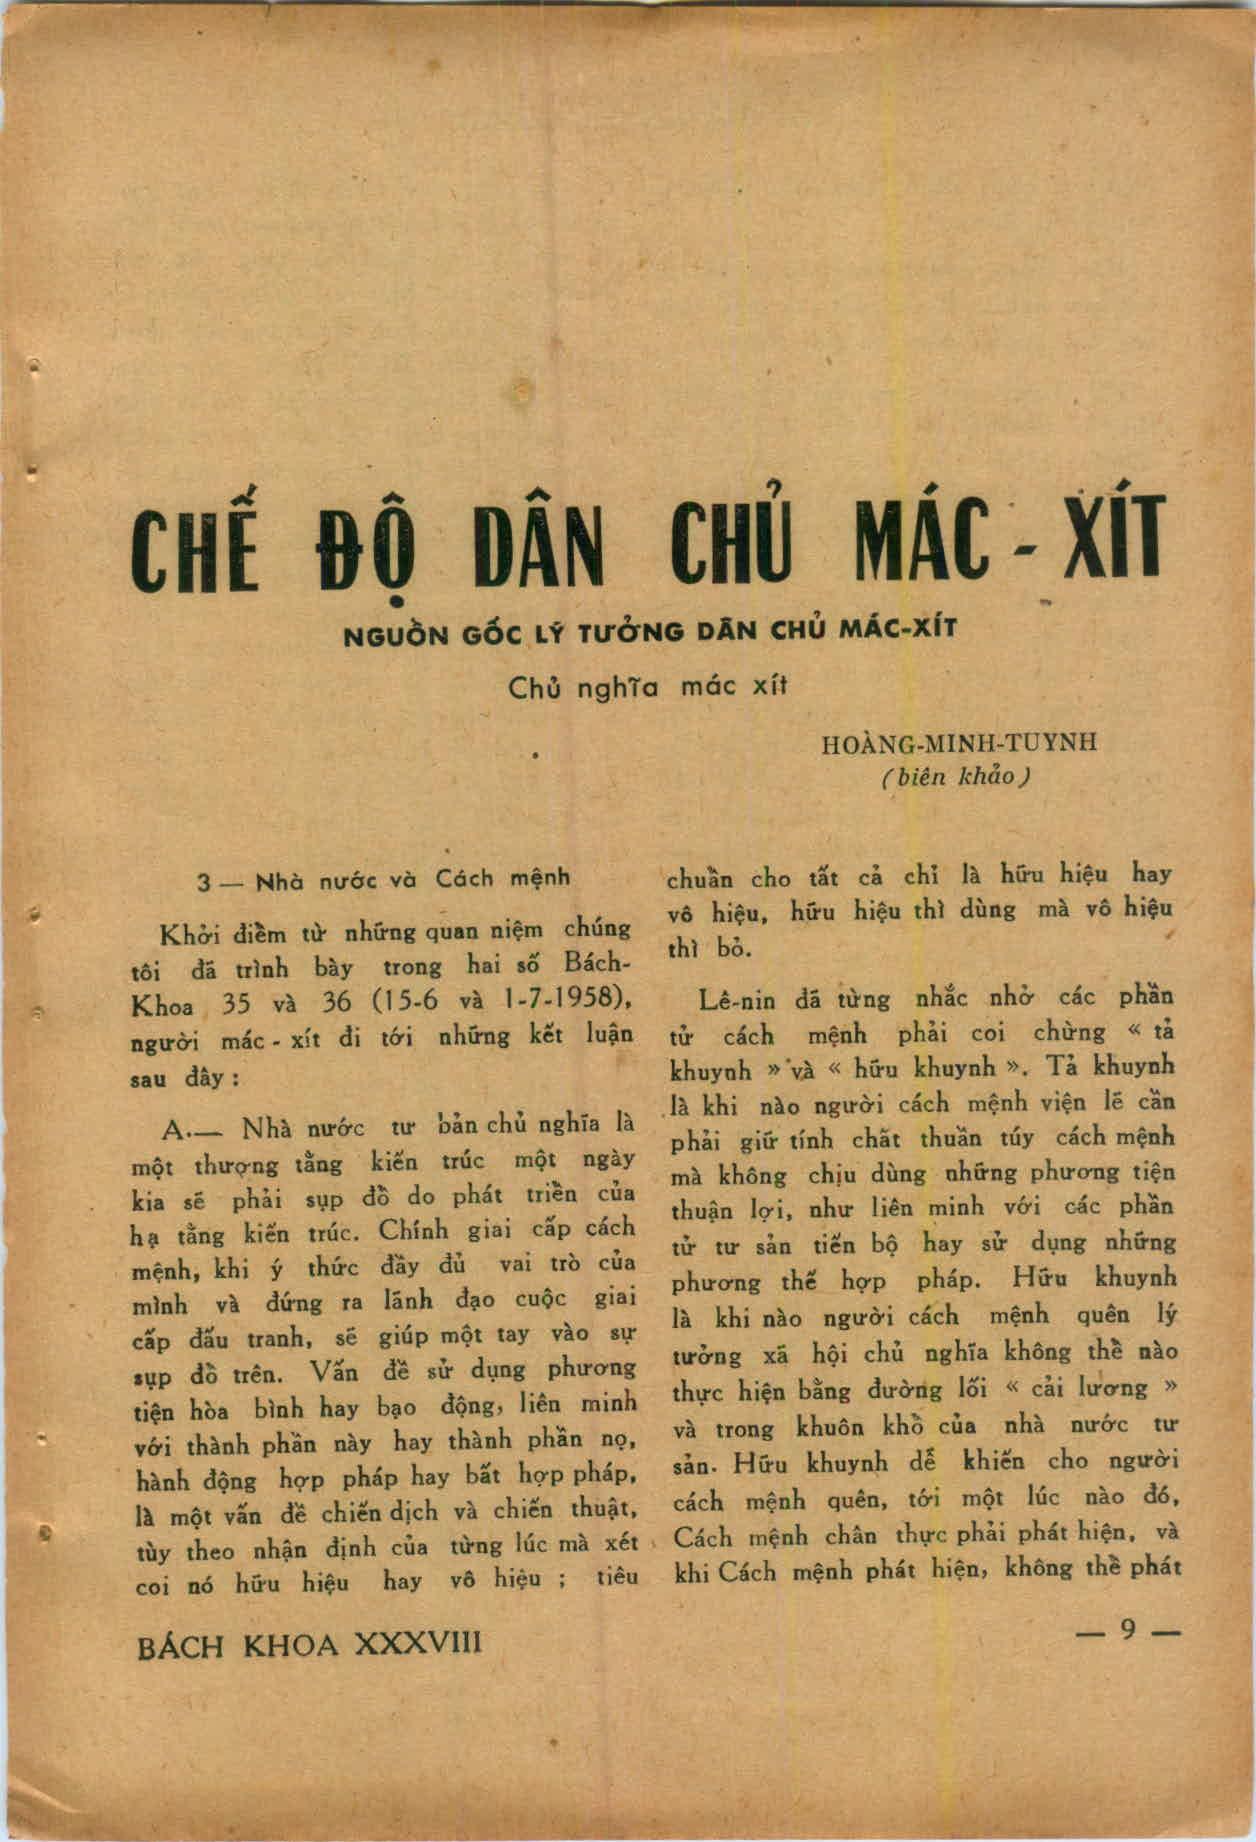 CHẾ ĐỘ DÂN CHỦ MÁC - XÍT
NGUỒN GỐC LÝ TƯỞNG DÂN CHỦ MÁC-XÍT
Chủ nghĩa mác xít
HOÀNG-MINH-TUYNH
(biên khảo)
3 — Nhà nước và Cách mệnh
Khởi điểm từ những quan niệm chúng
tôi đã trình bày trong hai số Bách-
Khoa 35 và 36 (15-6 và 1-7-1958),
người mác - xít đi tới những kết luận
sau đây :
A.— Nhà nước tư bản chủ nghĩa là
một thượng tầng kiến trúc một ngày
kia sẽ phải sụp đổ do phát triển của
hạ tầng kiến trúc. Chính giai cấp cách
mệnh, khi ý thức đầy đủ vai trò của
mình và đứng ra lãnh đạo cuộc giai
cấp đấu tranh, sẽ giúp một tay vào sự
sụp đổ trên. Vấn đề sử dụng phương
tiện hòa bình hay bạo động, liên minh
với thành phần này hay thành phần nọ,
hành động hợp pháp hay bất hợp pháp,
là một vấn đề chiến dịch và chiến thuật,
tùy theo nhận định của từng lúc mà xét
coi nó hữu hiệu hay vô hiệu ; tiêu
chuẩn cho tất cả chỉ là hữu hiệu hay
vô hiệu, hữu hiệu thì dùng mà vô hiệu
thì bỏ.
Lê-nin đã từng nhắc nhở các phần
tử cách mệnh phải coi chừng « tả
khuynh » và « hữu khuynh ». Tả khuynh
là khi nào người cách mệnh viện lẽ cần
phải giữ tính chất thuần túy cách mệnh
mà không chịu dùng những phương tiện
thuận lợi, như liên minh với các phần
tử tư sản tiến bộ hay sử dụng những
phương thế hợp pháp. Hữu khuynh
là khi nào người cách mệnh quên lý
tưởng xã hội chủ nghĩa không thể nào
thực hiện bằng đường lối « cải lương »
và trong khuôn khổ của nhà nước tư
sản. Hữu khuynh dễ khiến cho người
cách mệnh quên, tới một lúc nào đó,
Cách mệnh chân thực phải phát hiện, và
khi Cách mệnh phát hiện, không thể phát
BÁCH KHOA XXXVIII
— 9 —